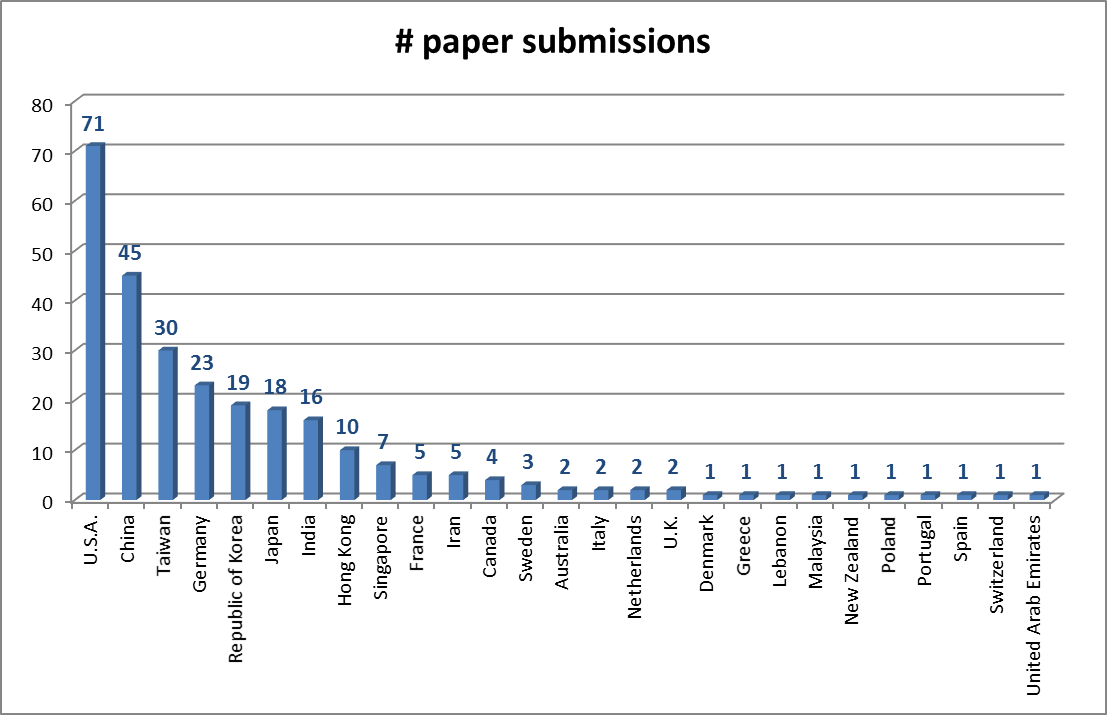 # paper submissions
80
70
60
50
40
30
20
10
0
71
45
30
23
19
18
16
10
7
5
5
4
3
2
2
2
2
1
1
1
1
1
1
1
1
1
1
U.S.A.
China
Taiwan
Germany
Republic of Korea
Japan
India
Hong Kong
Singapore
France
Iran
Canada
Sweden
Australia
Italy
Netherlands
U.K.
Denmark
Greece
Lebanon
Malaysia
New Zealand
Poland
Portugal
Spain
Switzerland
United Arab Emirates